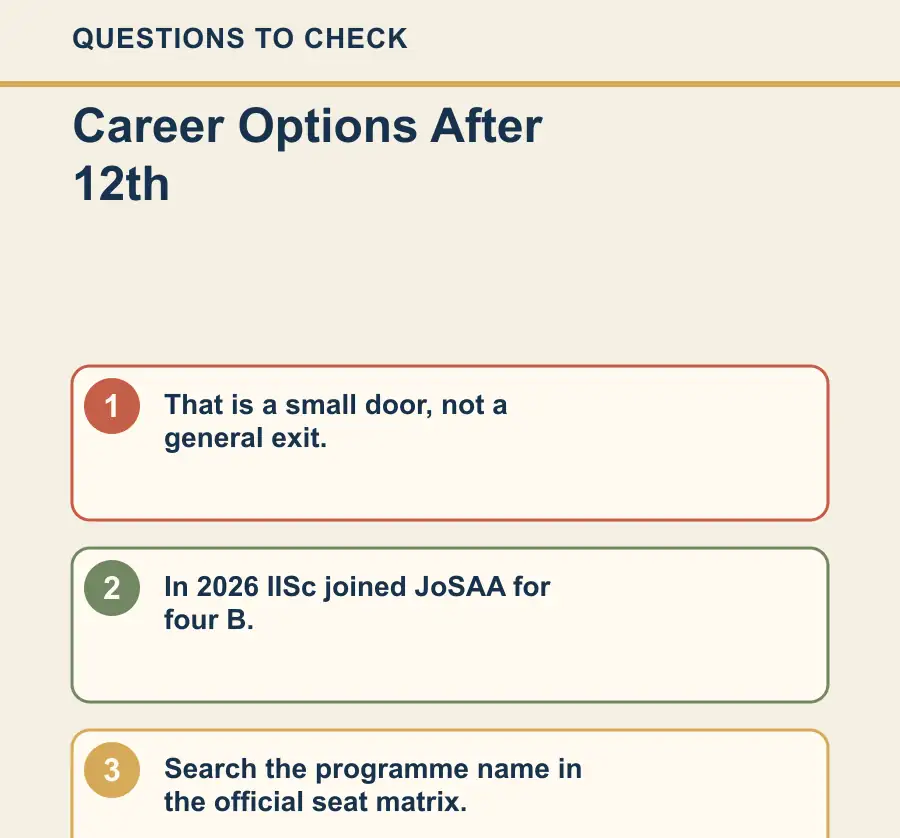 QUESTIONS TO CHECK
Career Options After
12th
1
That is a small door, not a
general exit.
2
In 2026 IISc joined JoSAA for
four B.
3
Search the programme name in
the official seat matrix.